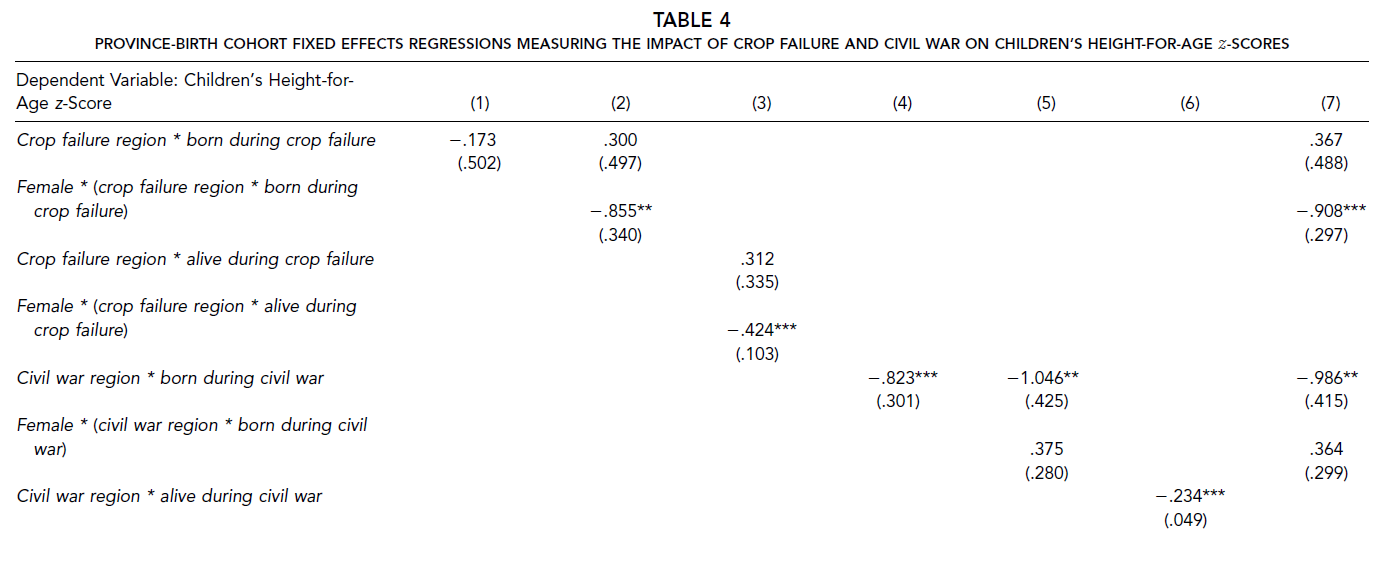 TABLE 4
PROVINCE-BIRTH COHORT FIXED EFFECTS REGRESSIONS MEASURING THE IMPACT OF CROP FAILURE AND CIVIL WAR ON CHILDREN'S HEIGHT-FOR-AGE z-SCORES
Dependent Variable: Children's Height-for-
Age z-Score (1) (2) (3) (4) (5) (6) (7)
Crop failure region * born during crop failure −.173 .300 .367
(.502) (.497) (.488)
Female * (crop failure region * born during
crop failure) −.855** −.908***
(.340) (.297)
Crop failure region * alive during crop failure .312
(.335)
Female * (crop failure region * alive during
crop failure) −.424***
(.103)
Civil war region * born during civil war −.823*** −1.046** −.986**
(.301) (.425) (.415)
Female * (civil war region * born during civil
war) .375 .364
(.280) (.299)
Civil war region * alive during civil war −.234***
(.049)